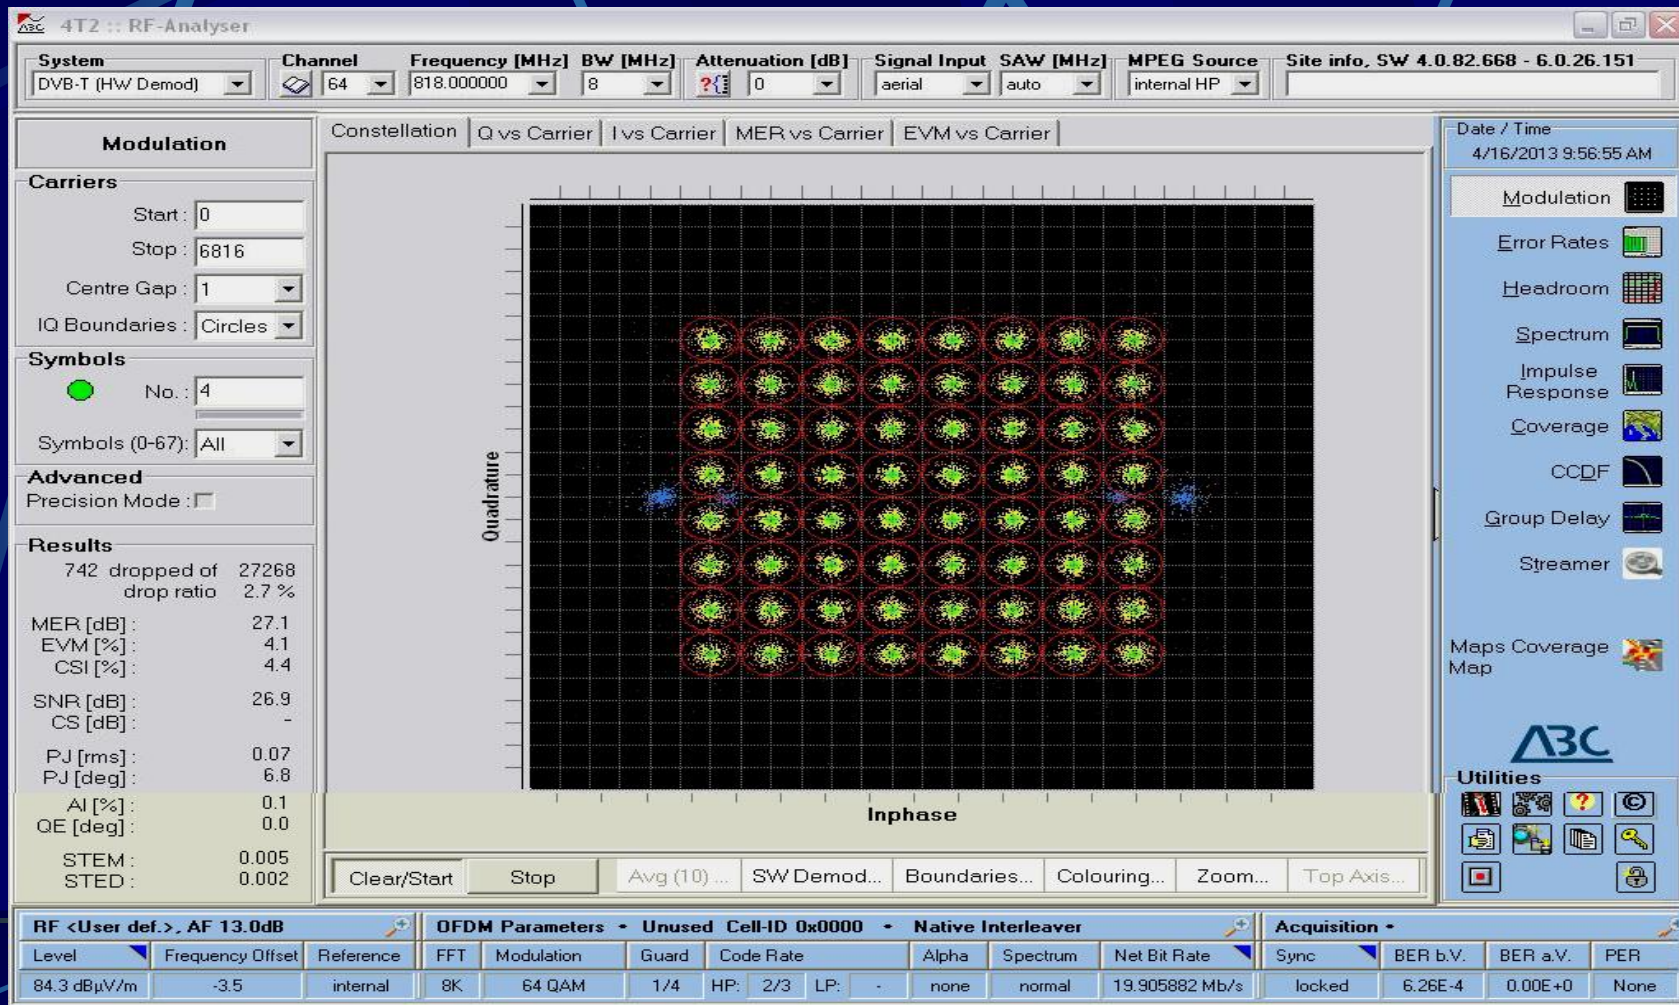 ABC 4T2 :: RF-Analyser
System Channel Frequency [MHz] BW [MHz] Attenuation [dB] Signal Input SAW [MHz] MPEG Source Site info, SW 4.0.82.668 - 6.0.26.151
DVB-T (HW Demod) 64 818.000000 8 ?{ 0 aerial auto internal HP
Modulation
Carriers
Start : 0
Stop : 6816
Centre Gap : 1
IQ Boundaries : Circles
Symbols
No. : 4
Symbols (0-67): All
Advanced
Precision Mode :
Results
742 dropped of 27268
drop ratio 2.7 %
MER [dB] : 27.1
EVM [%] : 4.1
CSI [%] : 4.4
SNR [dB] : 26.9
CS [dB] : -
PJ [rms] : 0.07
PJ [deg] : 6.8
AI [%] : 0.1
QE [deg] : 0.0
STEM : 0.005
STED : 0.002
Constellation Q vs Carrier I vs Carrier MER vs Carrier EVM vs Carrier
Quadrature
Inphase
Clear/Start Stop Avg (10) ... SW Demod... Boundaries... Colouring... Zoom... Top Axis...
Date / Time
4/16/2013 9:56:55 AM
Modulation
Error Rates
Headroom
Spectrum
Impulse
Response
Coverage
CCDF
Group Delay
Streamer
Maps Coverage
Map
ABC
Utilities
? ©
RF <User def.>, AF 13.0dB OFDM Parameters • Unused Cell-ID 0x0000 • Native Interleaver Acquisition •
Level Frequency Offset Reference FFT Modulation Guard Code Rate Alpha Spectrum Net Bit Rate Sync BER b.V. BER a.V. PER
84.3 dBµV/m -3.5 internal 8K 64 QAM 1/4 HP: 2/3 LP: - none normal 19.905882 Mb/s locked 6.26E-4 0.00E+0 None